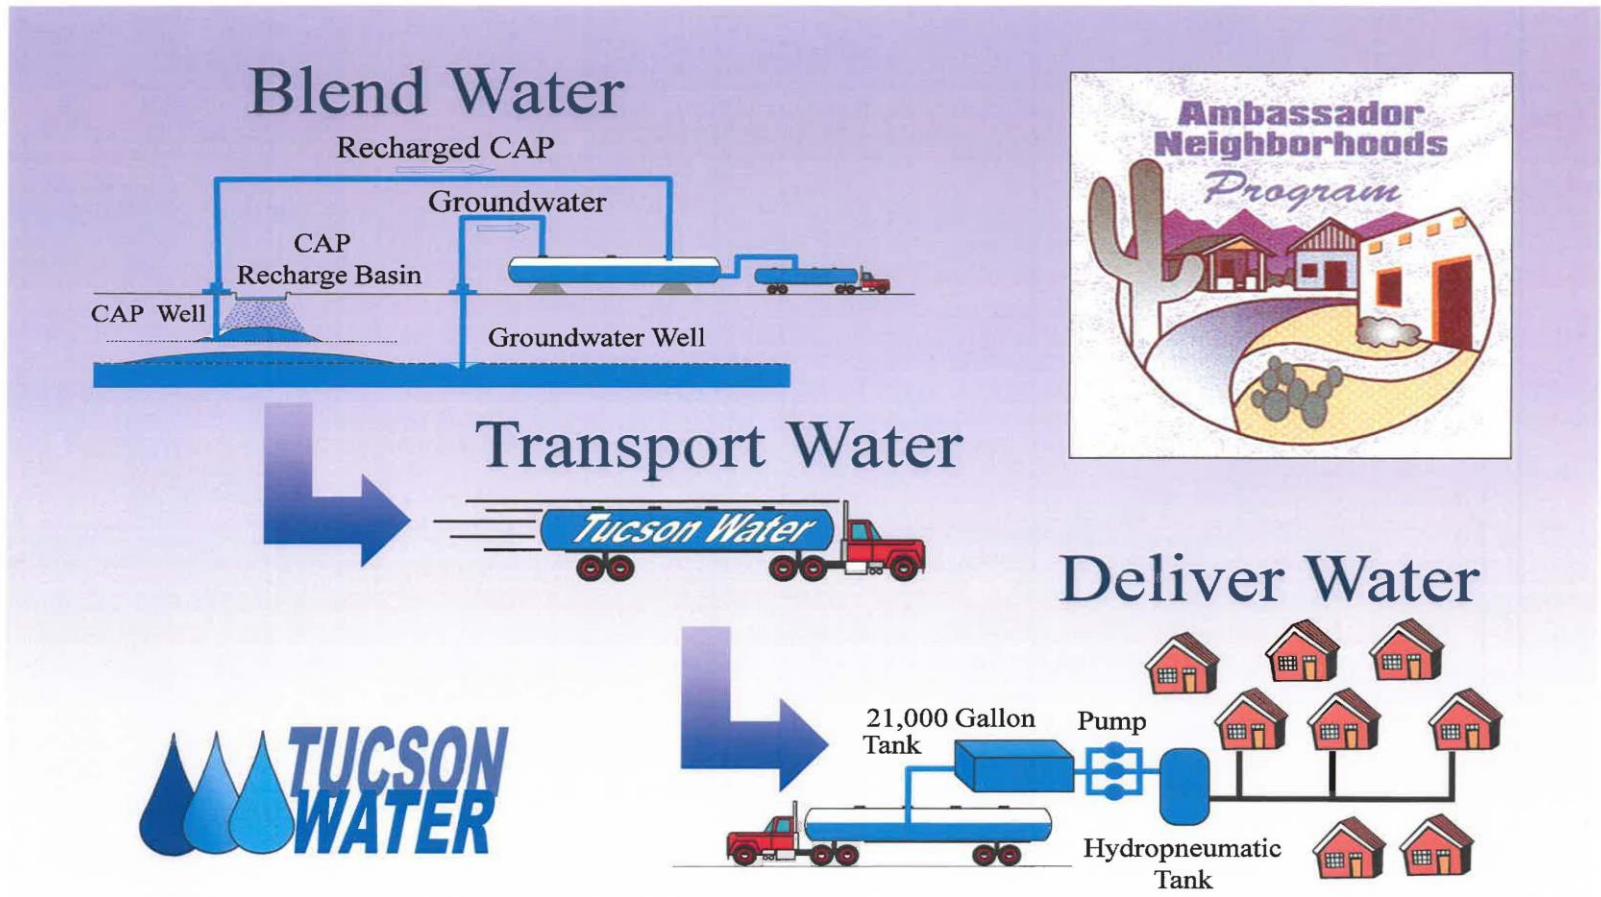 Blend Water
Recharged CAP
Groundwater
CAP
Recharge Basin
CAP Well
Groundwater Well
Ambassador
Neighborhoods
Program
Transport Water
Tucson Water
Deliver Water
21,000 Gallon
Tank
Pump
Hydropneumatic
Tank
TUCSON
WATER